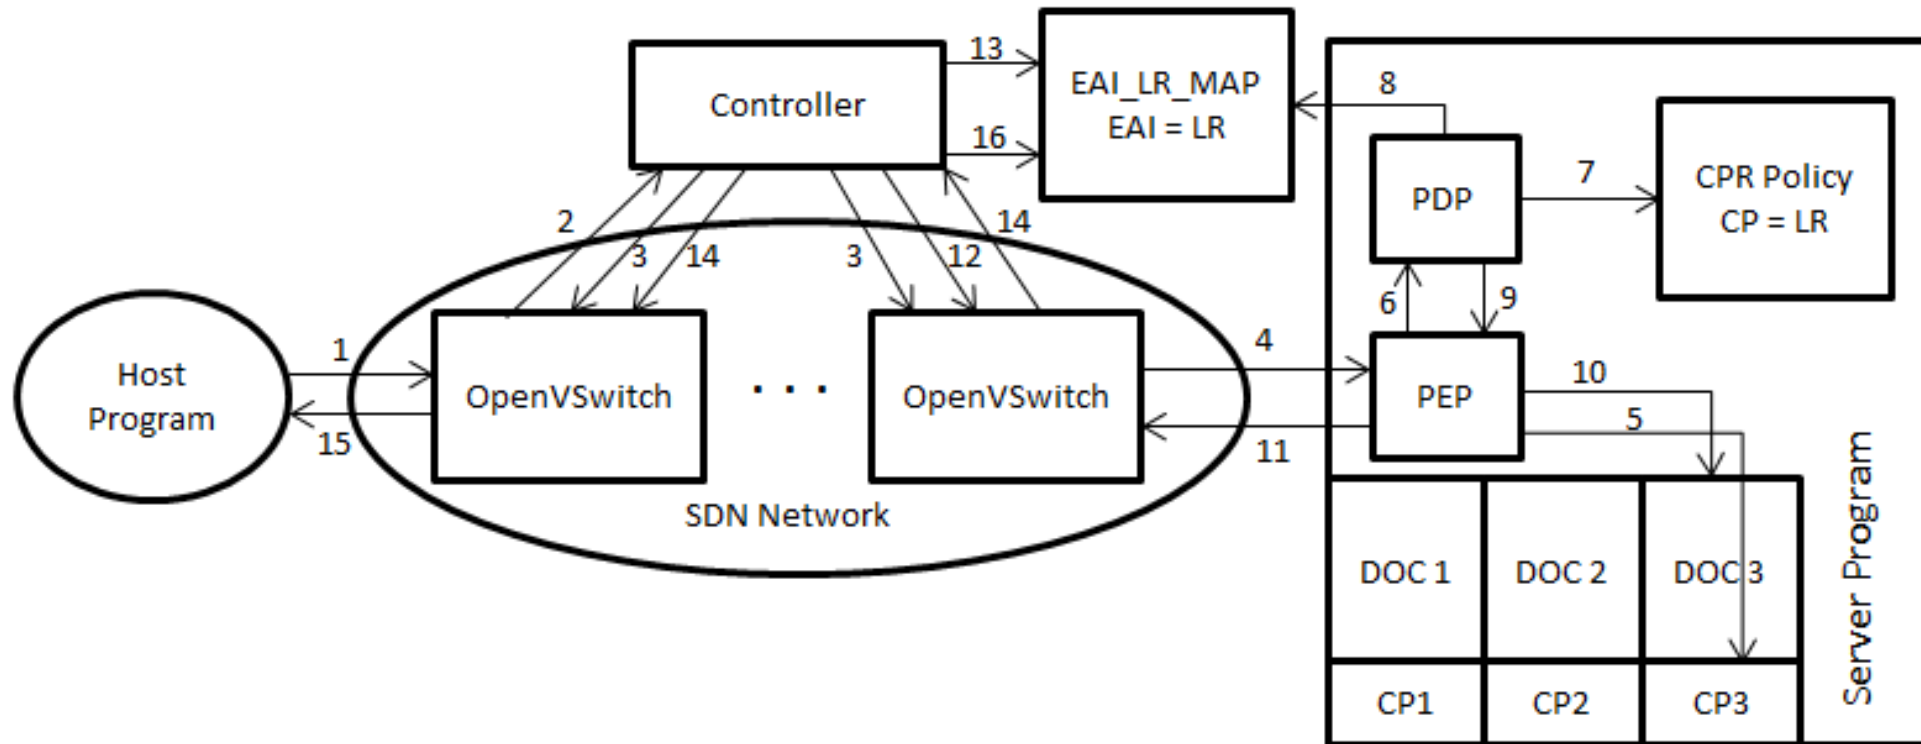 Controller
13
16
EAI_LR_MAP
EAI = LR
8
PDP
7
CPR Policy
CP = LR
2
3
14
3
12
14
6
9
Host
Program
1
15
OpenVSwitch
. . .
OpenVSwitch
SDN Network
4
11
PEP
10
5
DOC 1
DOC 2
DOC 3
CP1
CP2
CP3
Server Program